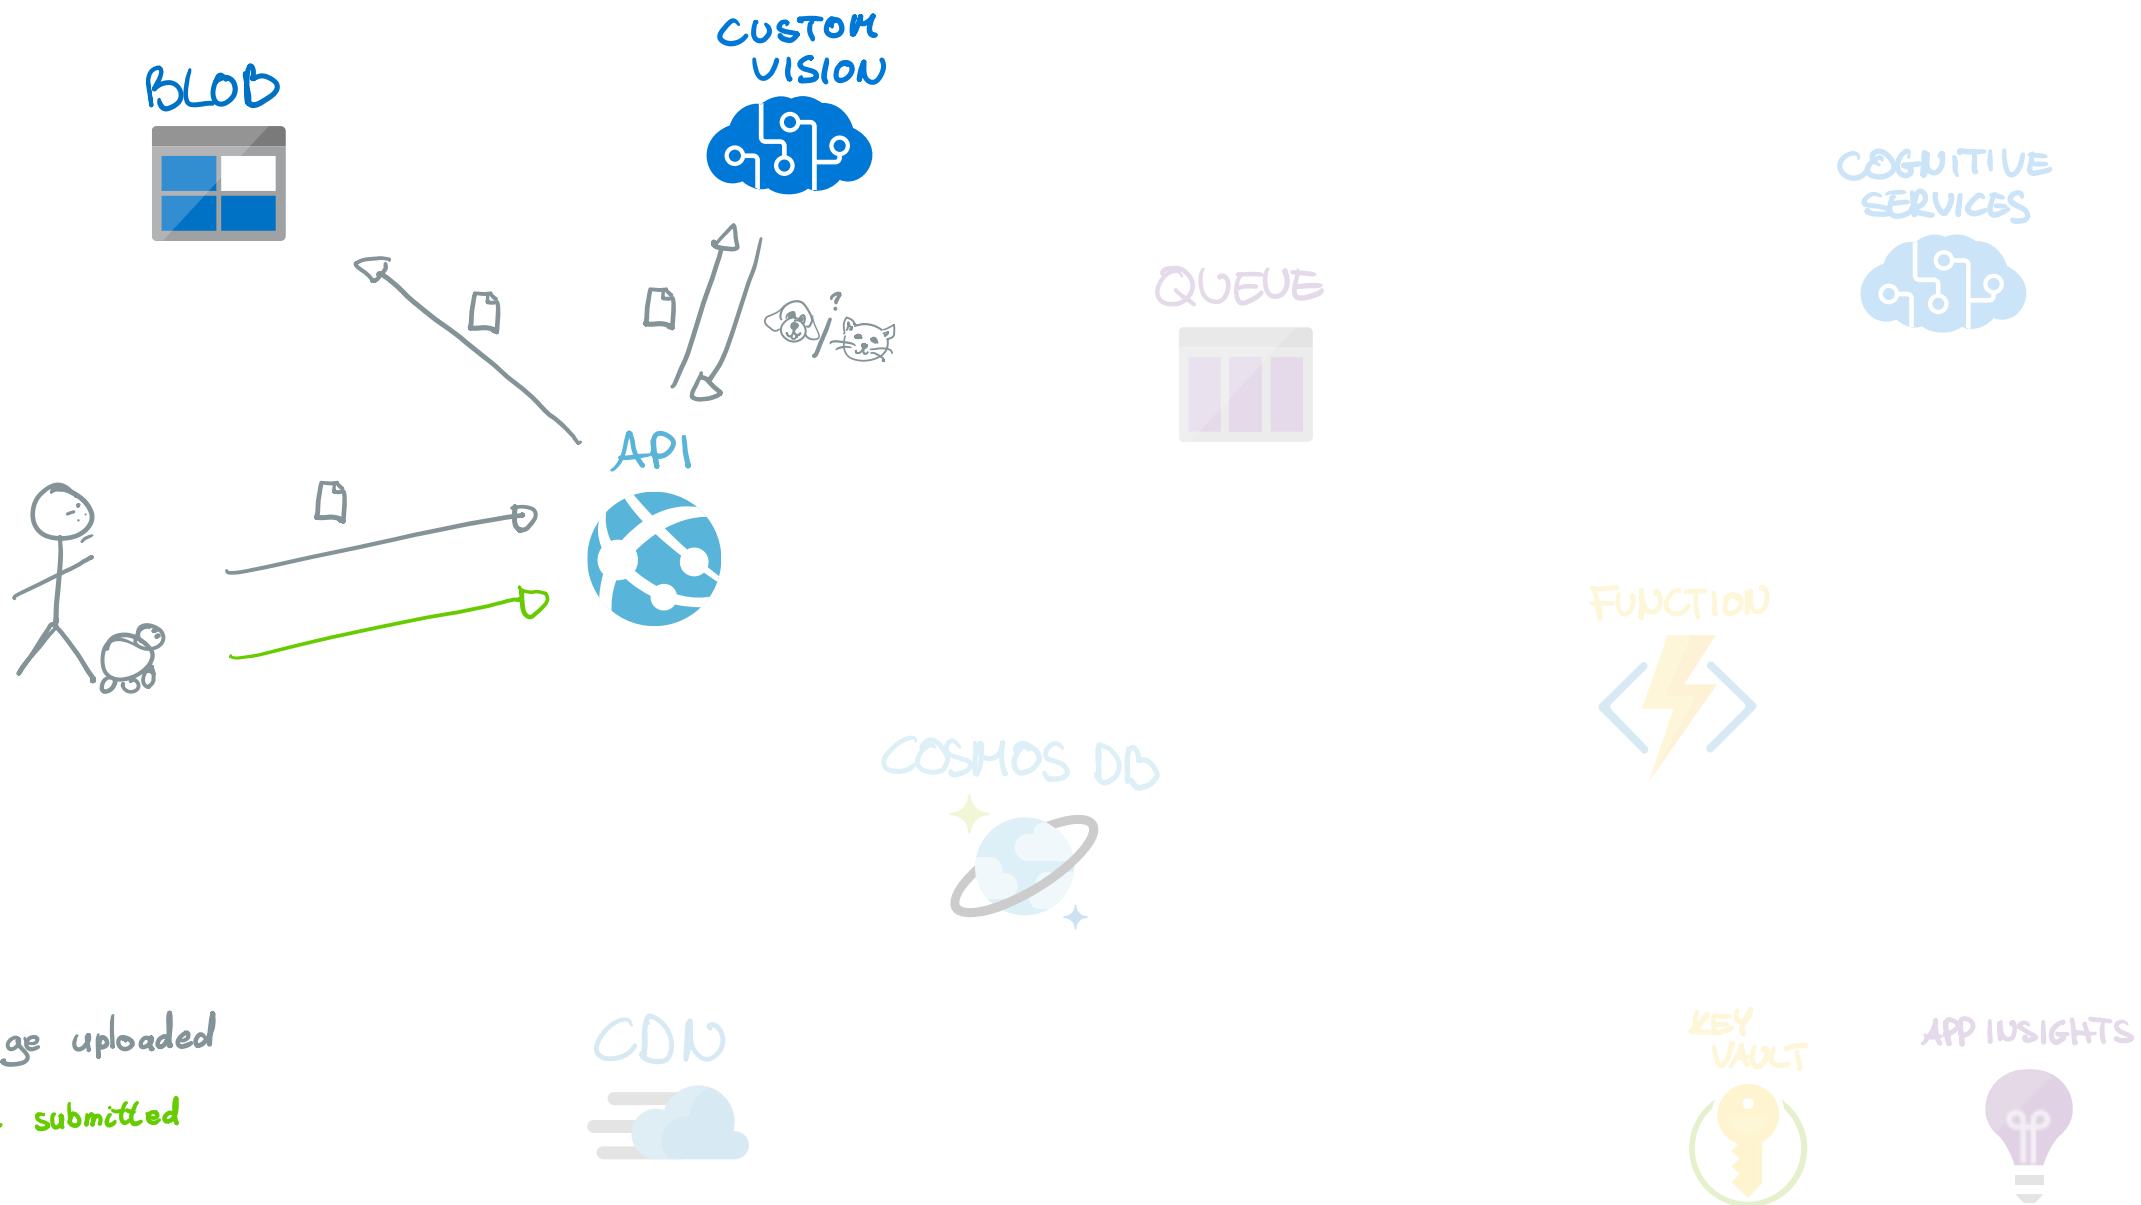 CUSTOM
VISION
BLOB
COGNITIVE
SERVICES
QUEUE
?
API
FUNCTION
COSMOS DB
KEY
VAULT
APP INSIGHTS
CDN
ge uploaded
submitted